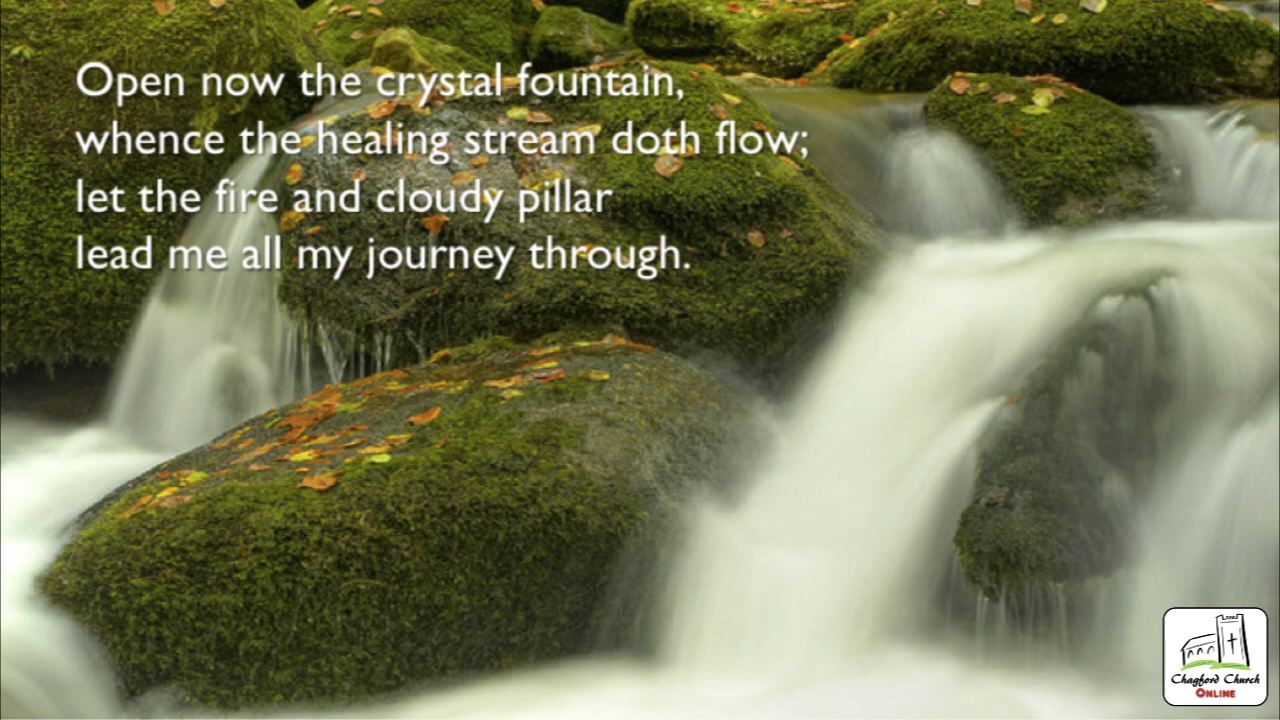 Open now the crystal fountain,
whence the healing stream doth flow;
let the fire and cloudy pillar
lead me all my journey through.
Chagford Church
ONLINE